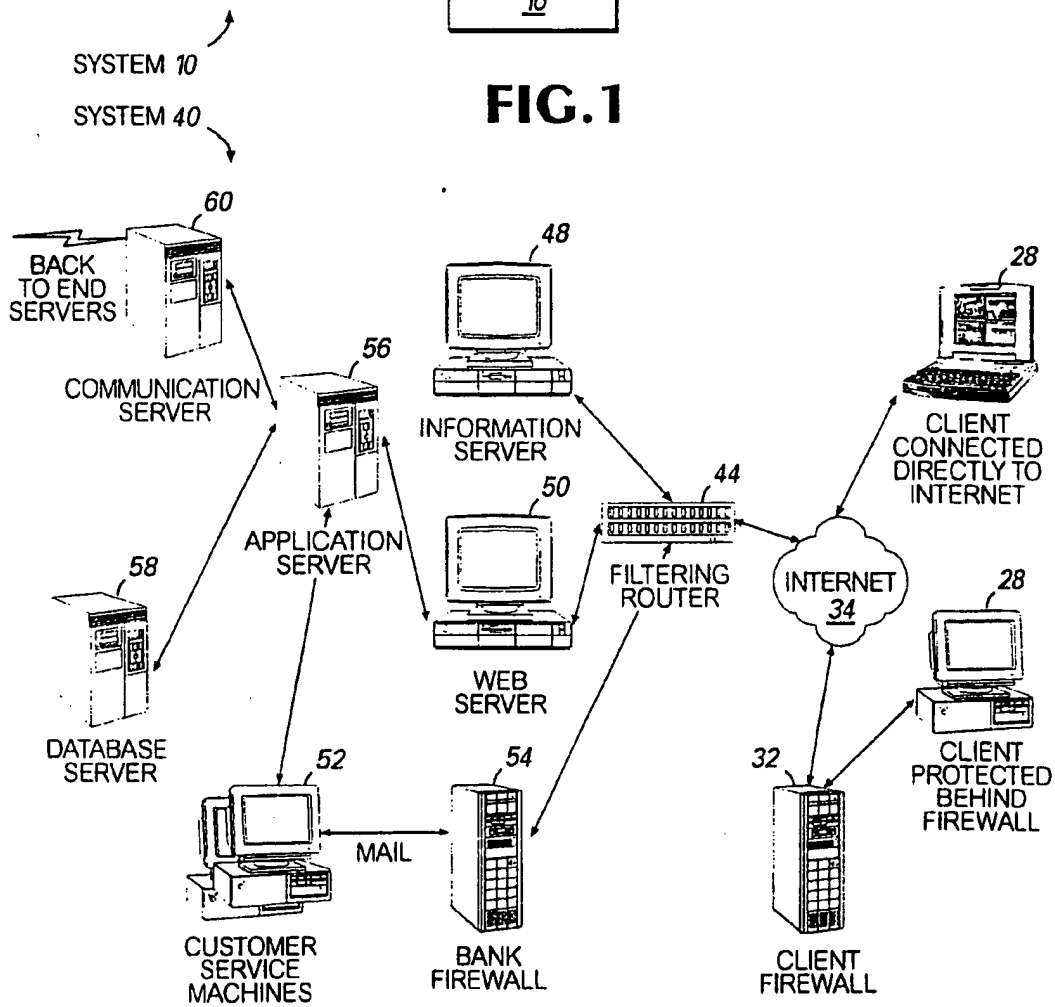 16
SYSTEM 10
FIG.1
SYSTEM 40
60
BACK
TO END
SERVERS
COMMUNICATION
SERVER
56
APPLICATION
SERVER
58
DATABASE
SERVER
48
INFORMATION
SERVER
50
WEB
SERVER
44
FILTERING
ROUTER
28
CLIENT
CONNECTED
DIRECTLY TO
INTERNET
INTERNET
34
28
CLIENT
PROTECTED
BEHIND
FIREWALL
52
MAIL
CUSTOMER
SERVICE
MACHINES
54
BANK
FIREWALL
32
CLIENT
FIREWALL